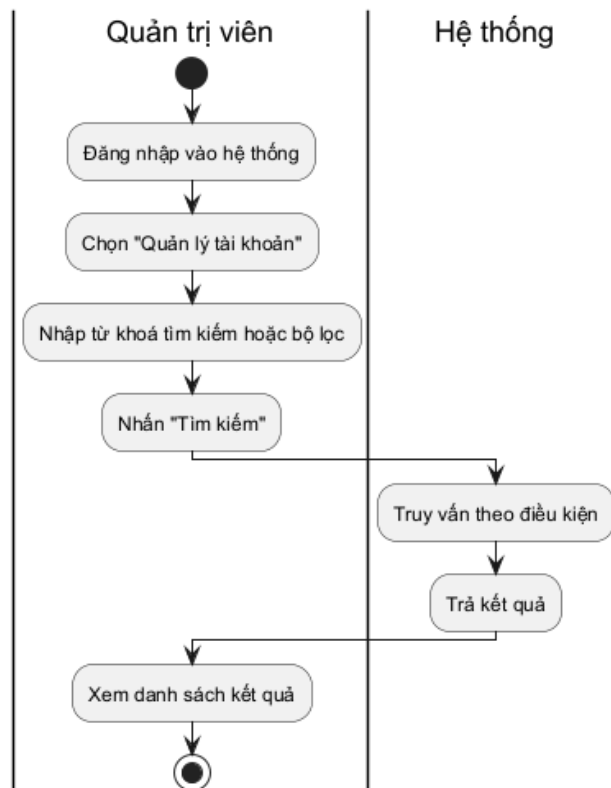 Quản trị viên
Hệ thống
Đăng nhập vào hệ thống
Chọn "Quản lý tài khoản"
Nhập từ khoá tìm kiếm hoặc bộ lọc
Nhấn "Tìm kiếm"
Truy vấn theo điều kiện
Trả kết quả
Xem danh sách kết quả